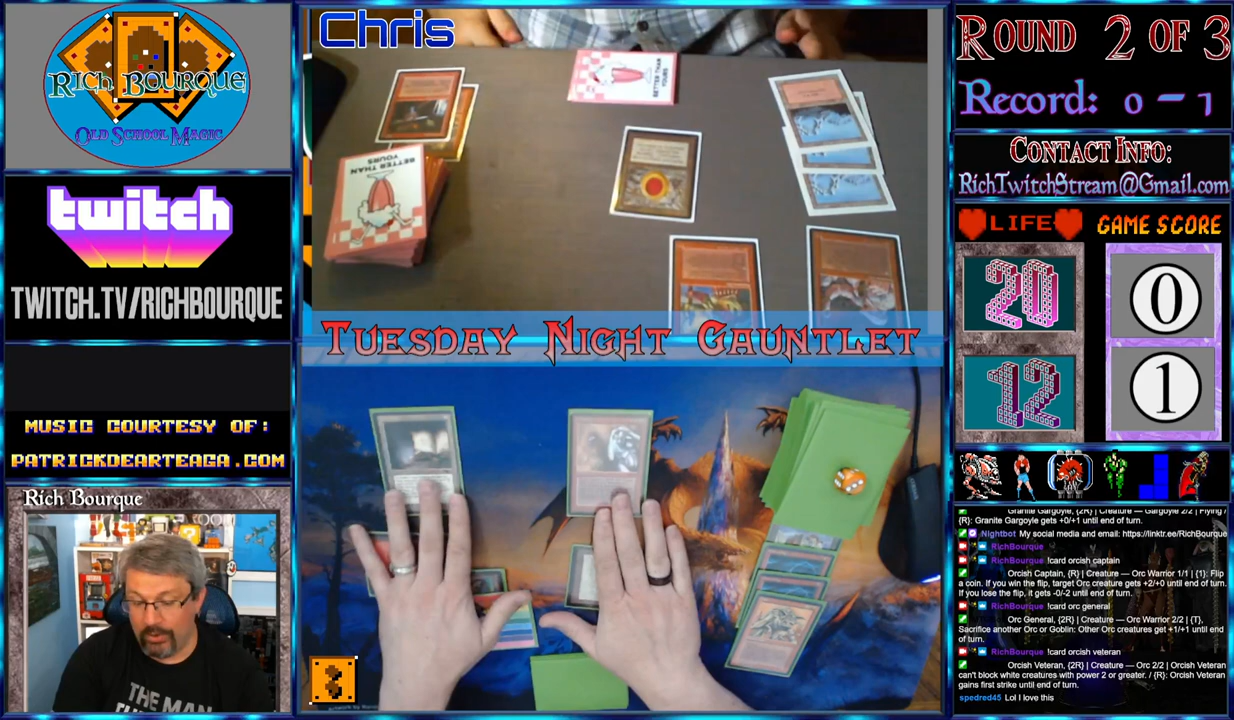 Rich Bourque
Old School Magic
twitch
TWITCH.TV/RICHBOURQUE
MUSIC COURTESY OF:
PATRICKDEARTEAGA.COM
Rich Bourque
THE MAN
Chris
BETTER THAN
YOURS
BETTER THAN
YOURS
Tuesday Night Gauntlet
Round 2 of 3
Record: 0 - 1
Contact Info:
RichTwitchStream@Gmail.com
LIFE
GAME SCORE
20
0
12
1
Granite Gargoyle, {2R} | Creature — Gargoyle 2/2 | Flying /
{R}: Granite Gargoyle gets +0/+1 until end of turn.
Nightbot My social media and email: https://linktr.ee/RichBourque
RichBourque
RichBourque !card orcish captain
Orcish Captain, {R} | Creature — Orc Warrior 1/1 | {1}: Flip
a coin. If you win the flip, target Orc creature gets +2/+0 until end of turn.
If you lose the flip, it gets -0/-2 until end of turn.
RichBourque !card orc general
Orc General, {2R} | Creature — Orc Warrior 2/2 | {T},
Sacrifice another Orc or Goblin: Other Orc creatures get +1/+1 until end
of turn.
RichBourque !card orcish veteran
Orcish Veteran, {2R} | Creature — Orc 2/2 | Orcish Veteran
can't block white creatures with power 2 or greater. / {R}: Orcish Veteran
gains first strike until end of turn.
spedred45 Lol I love this